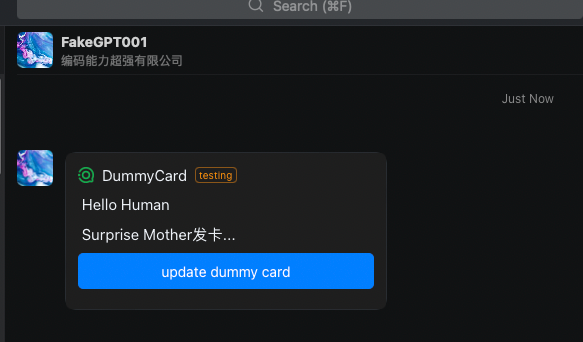 Search (⌘F)
FakeGPT001
编码能力超强有限公司
Just Now
DummyCard testing
Hello Human
Surprise Mother发卡...
update dummy card